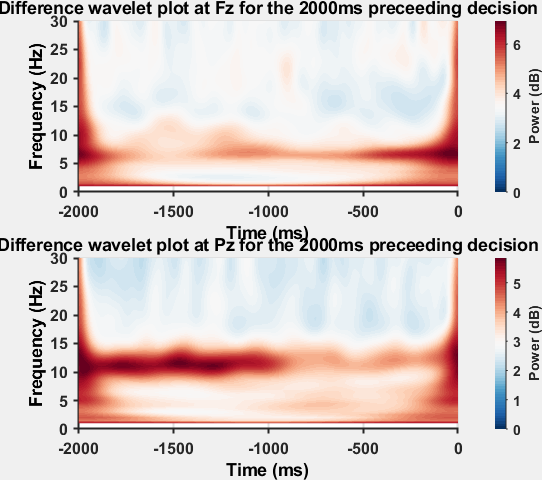 Difference wavelet plot at Fz for the 2000ms preceeding decision
Frequency (Hz)
30
25
20
15
10
5
0
-2000 -1500 -1000 -500 0
Time (ms)
6
4
2
0
Power (dB)
Difference wavelet plot at Pz for the 2000ms preceeding decision
Frequency (Hz)
30
25
20
15
10
5
0
-2000 -1500 -1000 -500 0
Time (ms)
5
4
3
2
1
0
Power (dB)